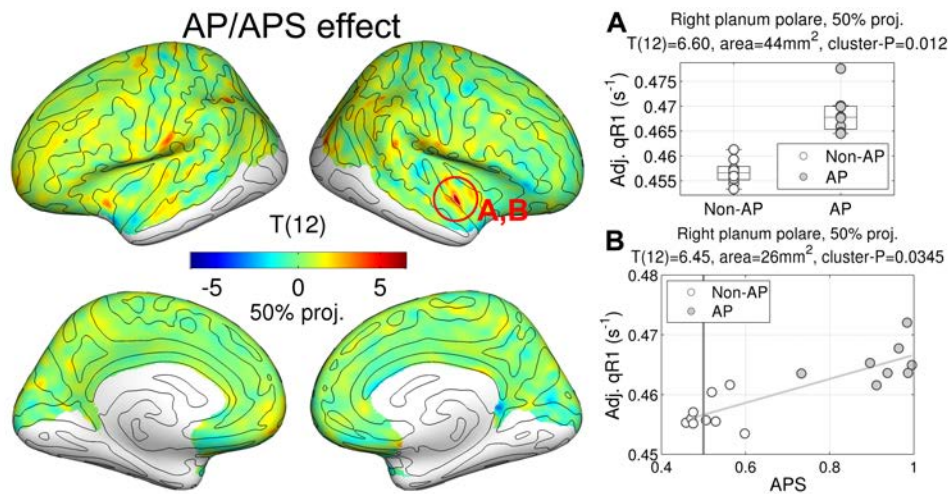 AP/APS effect
A,B
T(12)
-5 0 5
50% proj.
A
Right planum polare, 50% proj.
T(12)=6.60, area=44mm², cluster-P=0.012
Adj. qR1 (s⁻¹)
0.475
0.47
0.465
0.46
0.455
Non-AP
AP
Non-AP AP
B
Right planum polare, 50% proj.
T(12)=6.45, area=26mm², cluster-P=0.0345
Adj. qR1 (s⁻¹)
0.48
0.47
0.46
0.45
Non-AP
AP
0.4 0.6 0.8 1
APS